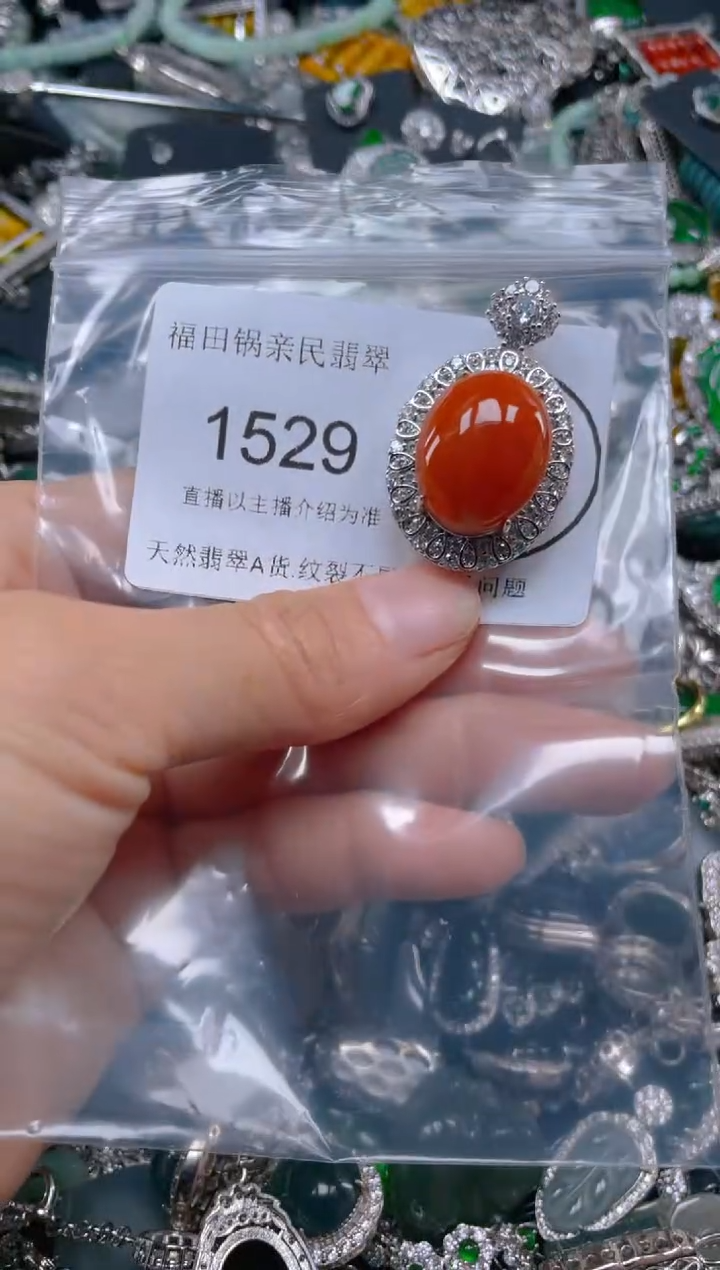 福田锅亲民翡翠
1529
直播以主播介绍为准
天然翡翠A货.纹裂不 问题